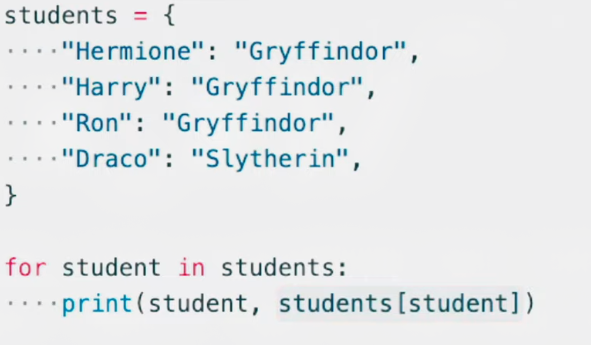 students = {
    "Hermione": "Gryffindor",
    "Harry": "Gryffindor",
    "Ron": "Gryffindor",
    "Draco": "Slytherin",
}
for student in students:
    print(student, students[student])